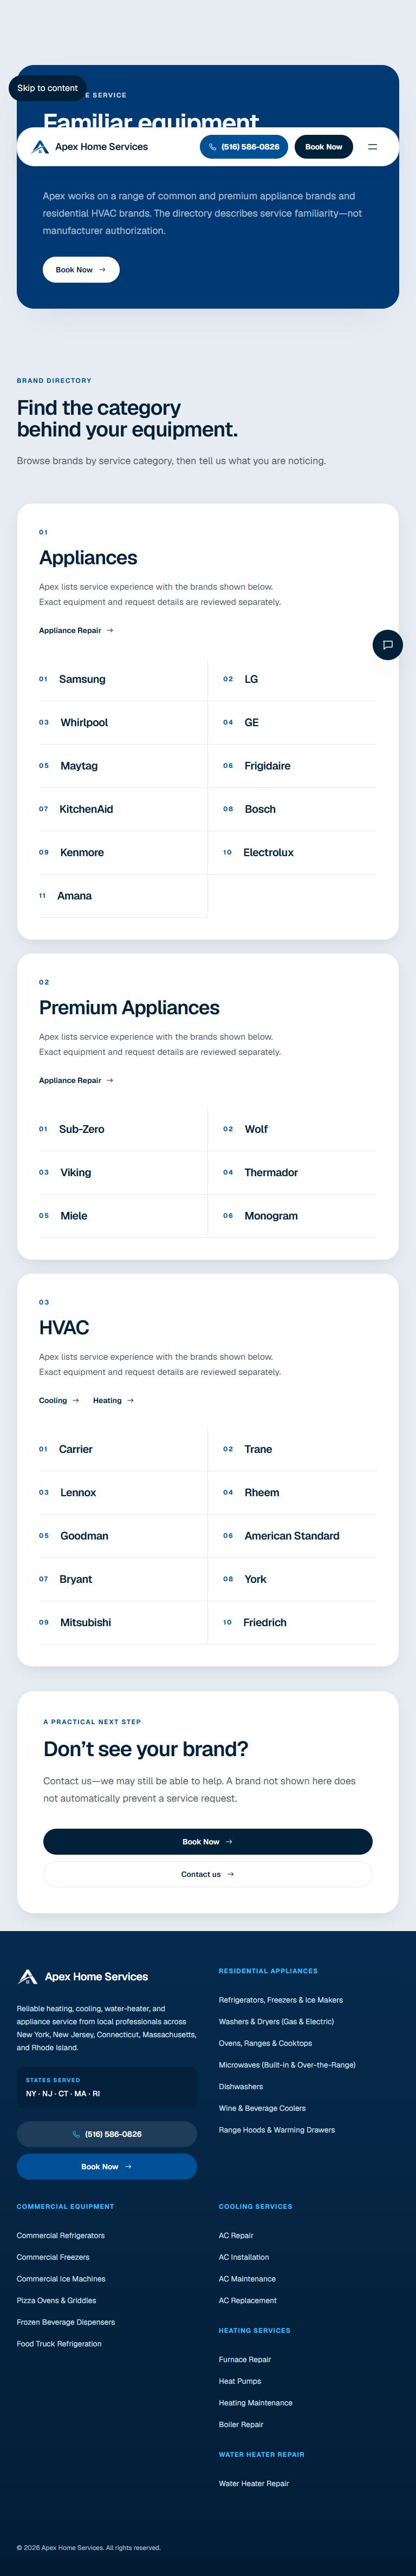 Skip to content
E SERVICE
Familiar equipment
Apex Home Services
(516) 586-0826
Book Now
Apex works on a range of common and premium appliance brands and
residential HVAC brands. The directory describes service familiarity—not
manufacturer authorization.
Book Now
BRAND DIRECTORY
Find the category
behind your equipment.
Browse brands by service category, then tell us what you are noticing.
01
Appliances
Apex lists service experience with the brands shown below.
Exact equipment and request details are reviewed separately.
Appliance Repair
01 Samsung
02 LG
03 Whirlpool
04 GE
05 Maytag
06 Frigidaire
07 KitchenAid
08 Bosch
09 Kenmore
10 Electrolux
11 Amana
02
Premium Appliances
Apex lists service experience with the brands shown below.
Exact equipment and request details are reviewed separately.
Appliance Repair
01 Sub-Zero
02 Wolf
03 Viking
04 Thermador
05 Miele
06 Monogram
03
HVAC
Apex lists service experience with the brands shown below.
Exact equipment and request details are reviewed separately.
Cooling
Heating
01 Carrier
02 Trane
03 Lennox
04 Rheem
05 Goodman
06 American Standard
07 Bryant
08 York
09 Mitsubishi
10 Friedrich
A PRACTICAL NEXT STEP
Don’t see your brand?
Contact us—we may still be able to help. A brand not shown here does
not automatically prevent a service request.
Book Now
Contact us
Apex Home Services
Reliable heating, cooling, water-heater, and
appliance service from local professionals across
New York, New Jersey, Connecticut, Massachusetts,
and Rhode Island.
STATES SERVED
NY · NJ · CT · MA · RI
(516) 586-0826
Book Now
RESIDENTIAL APPLIANCES
Refrigerators, Freezers & Ice Makers
Washers & Dryers (Gas & Electric)
Ovens, Ranges & Cooktops
Microwaves (Built-in & Over-the-Range)
Dishwashers
Wine & Beverage Coolers
Range Hoods & Warming Drawers
COMMERCIAL EQUIPMENT
Commercial Refrigerators
Commercial Freezers
Commercial Ice Machines
Pizza Ovens & Griddles
Frozen Beverage Dispensers
Food Truck Refrigeration
COOLING SERVICES
AC Repair
AC Installation
AC Maintenance
AC Replacement
HEATING SERVICES
Furnace Repair
Heat Pumps
Heating Maintenance
Boiler Repair
WATER HEATER REPAIR
Water Heater Repair
© 2026 Apex Home Services. All rights reserved.